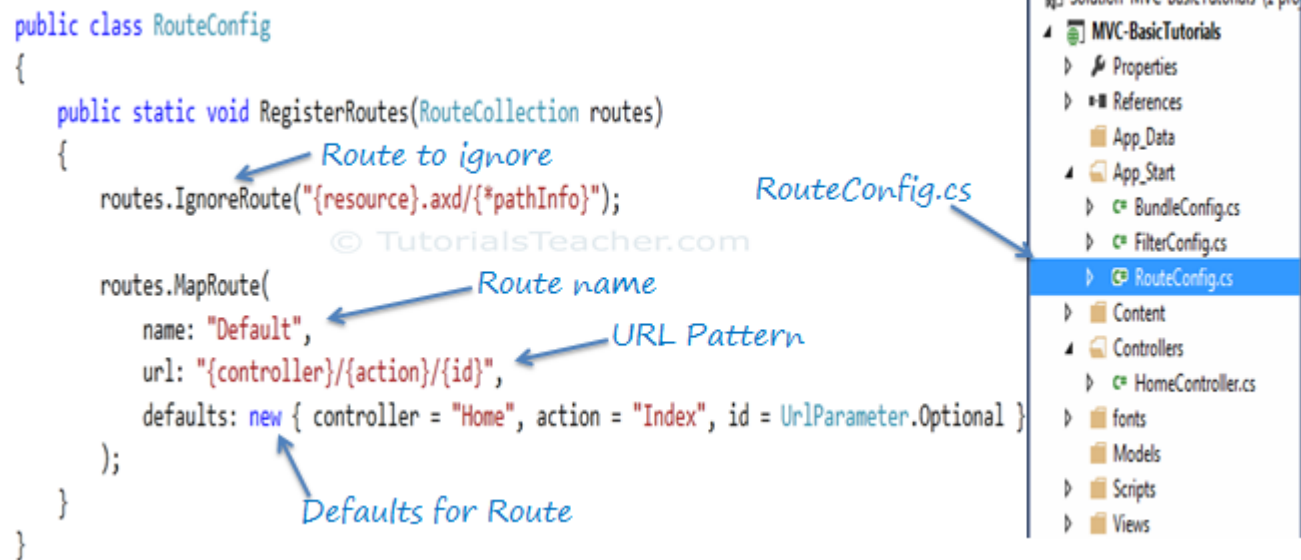 public class RouteConfig
{
public static void RegisterRoutes(RouteCollection routes)
{
Route to ignore
routes.IgnoreRoute("{resource}.axd/{*pathInfo}");
© TutorialsTeacher.com
routes.MapRoute(
Route name
name: "Default",
URL Pattern
url: "{controller}/{action}/{id}",
defaults: new { controller = "Home", action = "Index", id = UrlParameter.Optional }
);
Defaults for Route
}
}
RouteConfig.cs
MVC-BasicTutorials
Properties
References
App_Data
App_Start
C# BundleConfig.cs
C# FilterConfig.cs
C# RouteConfig.cs
Content
Controllers
C# HomeController.cs
fonts
Models
Scripts
Views